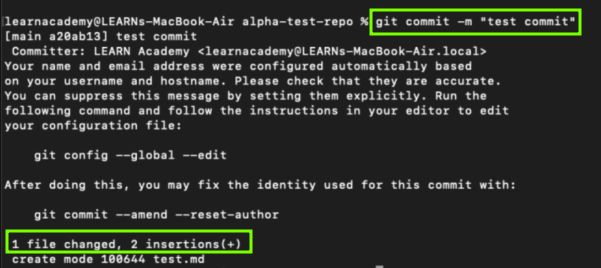 learnacademy@LEARNs-MacBook-Air alpha-test-repo % git commit -m "test commit"
[main a20ab13] test commit
Committer: LEARN Academy <learnacademy@LEARNs-MacBook-Air.local>
Your name and email address were configured automatically based
on your username and hostname. Please check that they are accurate.
You can suppress this message by setting them explicitly. Run the
following command and follow the instructions in your editor to edit
your configuration file:
git config --global --edit
After doing this, you may fix the identity used for this commit with:
git commit --amend --reset-author
1 file changed, 2 insertions(+)
create mode 100644 test.md